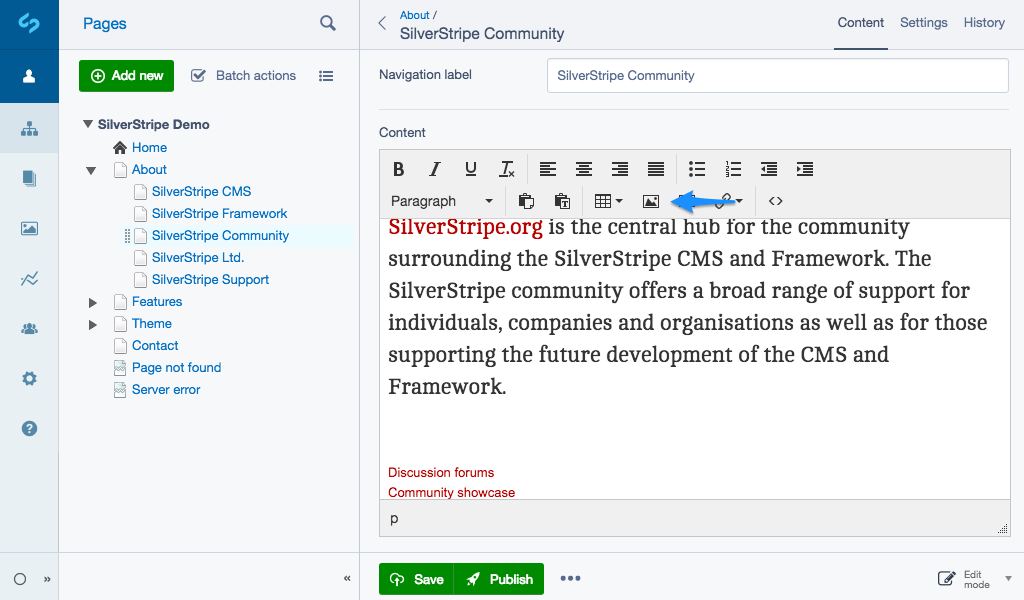 Pages
About /
SilverStripe Community
Content
Settings
History
Add new
Batch actions
SilverStripe Demo
Home
About
SilverStripe CMS
SilverStripe Framework
SilverStripe Community
SilverStripe Ltd.
SilverStripe Support
Features
Theme
Contact
Page not found
Server error
Navigation label
SilverStripe Community
Content
B I U Tx
Paragraph
SilverStripe.org is the central hub for the community
surrounding the SilverStripe CMS and Framework. The
SilverStripe community offers a broad range of support for
individuals, companies and organisations as well as for those
supporting the future development of the CMS and
Framework.
Discussion forums
Community showcase
p
»
«
Save
Publish
Edit
mode